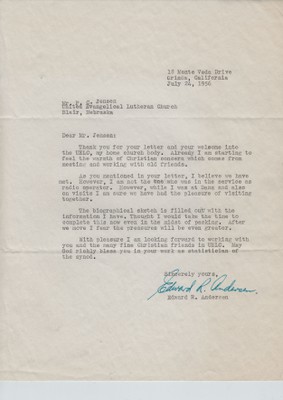 18 Monte Vada Drive
Orinda, California
July 24, 1956
Mr. P. C. Jensen
United Evangelical Lutheran Church
Blair, Nebraska
Dear Mr. Jensen:
Thank you for your letter and your welcome into
the UELC, my home church body. Already I am starting to
feel the warmth of Christian concern which comes from
meeting and working with old friends.
As you mentioned in your letter, I believe we have
met. However, I am not the one was in the service as
radio operator. However, while I was at Dana and also
on visits I am sure we have had the pleasure of visiting
together.
The biographical sketch is filled out with the
information I have. Thought I would take the time to
complete this now even in the midst of packing. After
we move I fear the pressures will be even greater.
With pleasure I am looking forward to working with
you and the many fine Christian friends in UELC. May
God richly bless you in your work as statistician of
the synod.
Sincerely yours,
Edward R. Andersen.
Edward R. Andersen